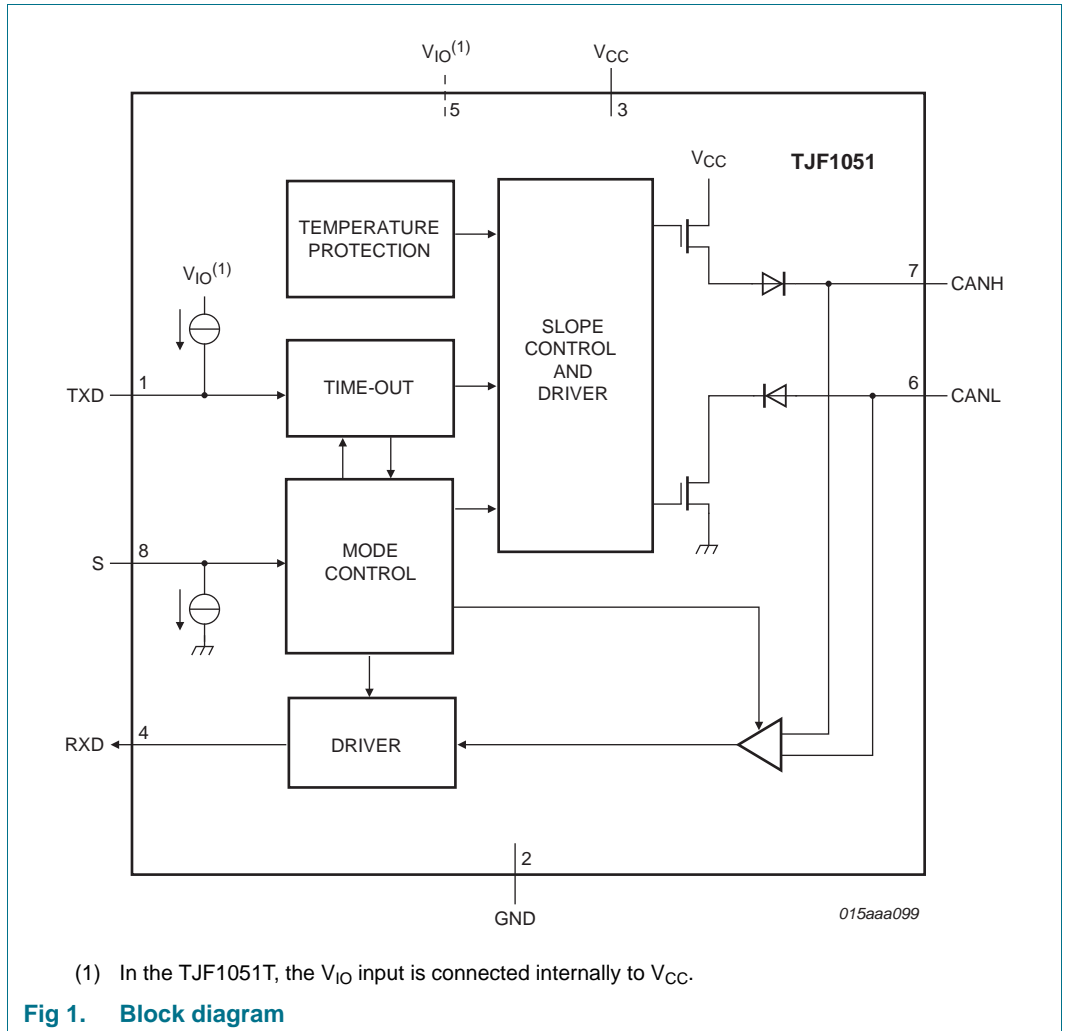 VIO(1)
VCC
5
3
VCC
TJF1051
TEMPERATURE
PROTECTION
VIO(1)
7
CANH
SLOPE
CONTROL
AND
DRIVER
TXD
1
TIME-OUT
6
CANL
S
8
MODE
CONTROL
RXD
4
DRIVER
2
GND
015aaa099
(1) In the TJF1051T, the VIO input is connected internally to VCC.
Fig 1. Block diagram